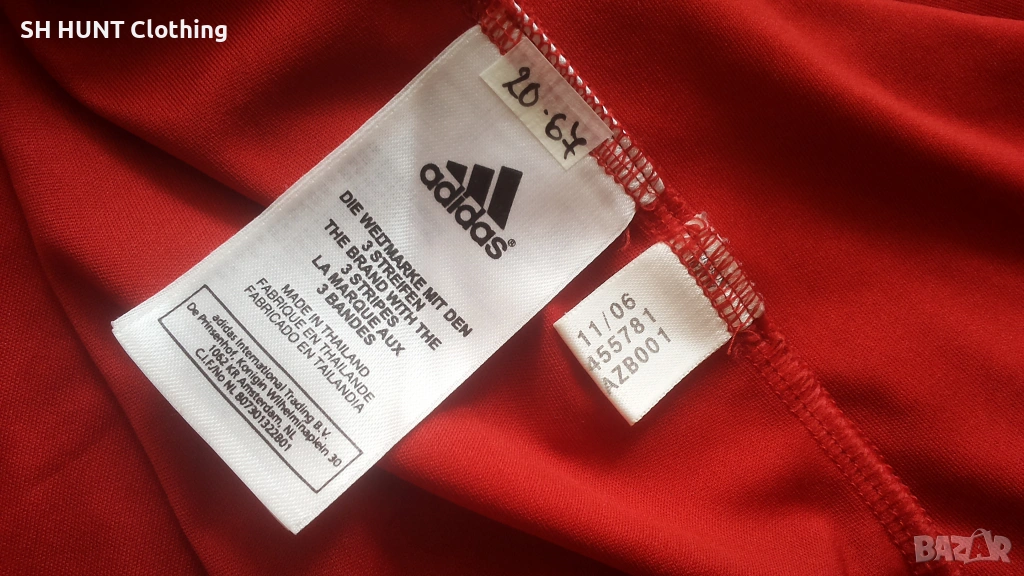 SH HUNT Clothing
20.67
adidas®
DIE WELTMARKE MIT DEN
3 STREIFEN
THE BRAND WITH THE
3 STRIPES
LA MARQUE AUX
3 BANDES
MADE IN THAILAND
FABRIQUE EN THAILANDE
FABRICADO EN TAILANDIA
adidas International Trading B.V.
De Prinsenhof, Konigin Wilhelminaplein 30
1062 KR Amsterdam, NL
C.I.F/No NL 807301322B01
11/06
455781
AZB001
BAZAR